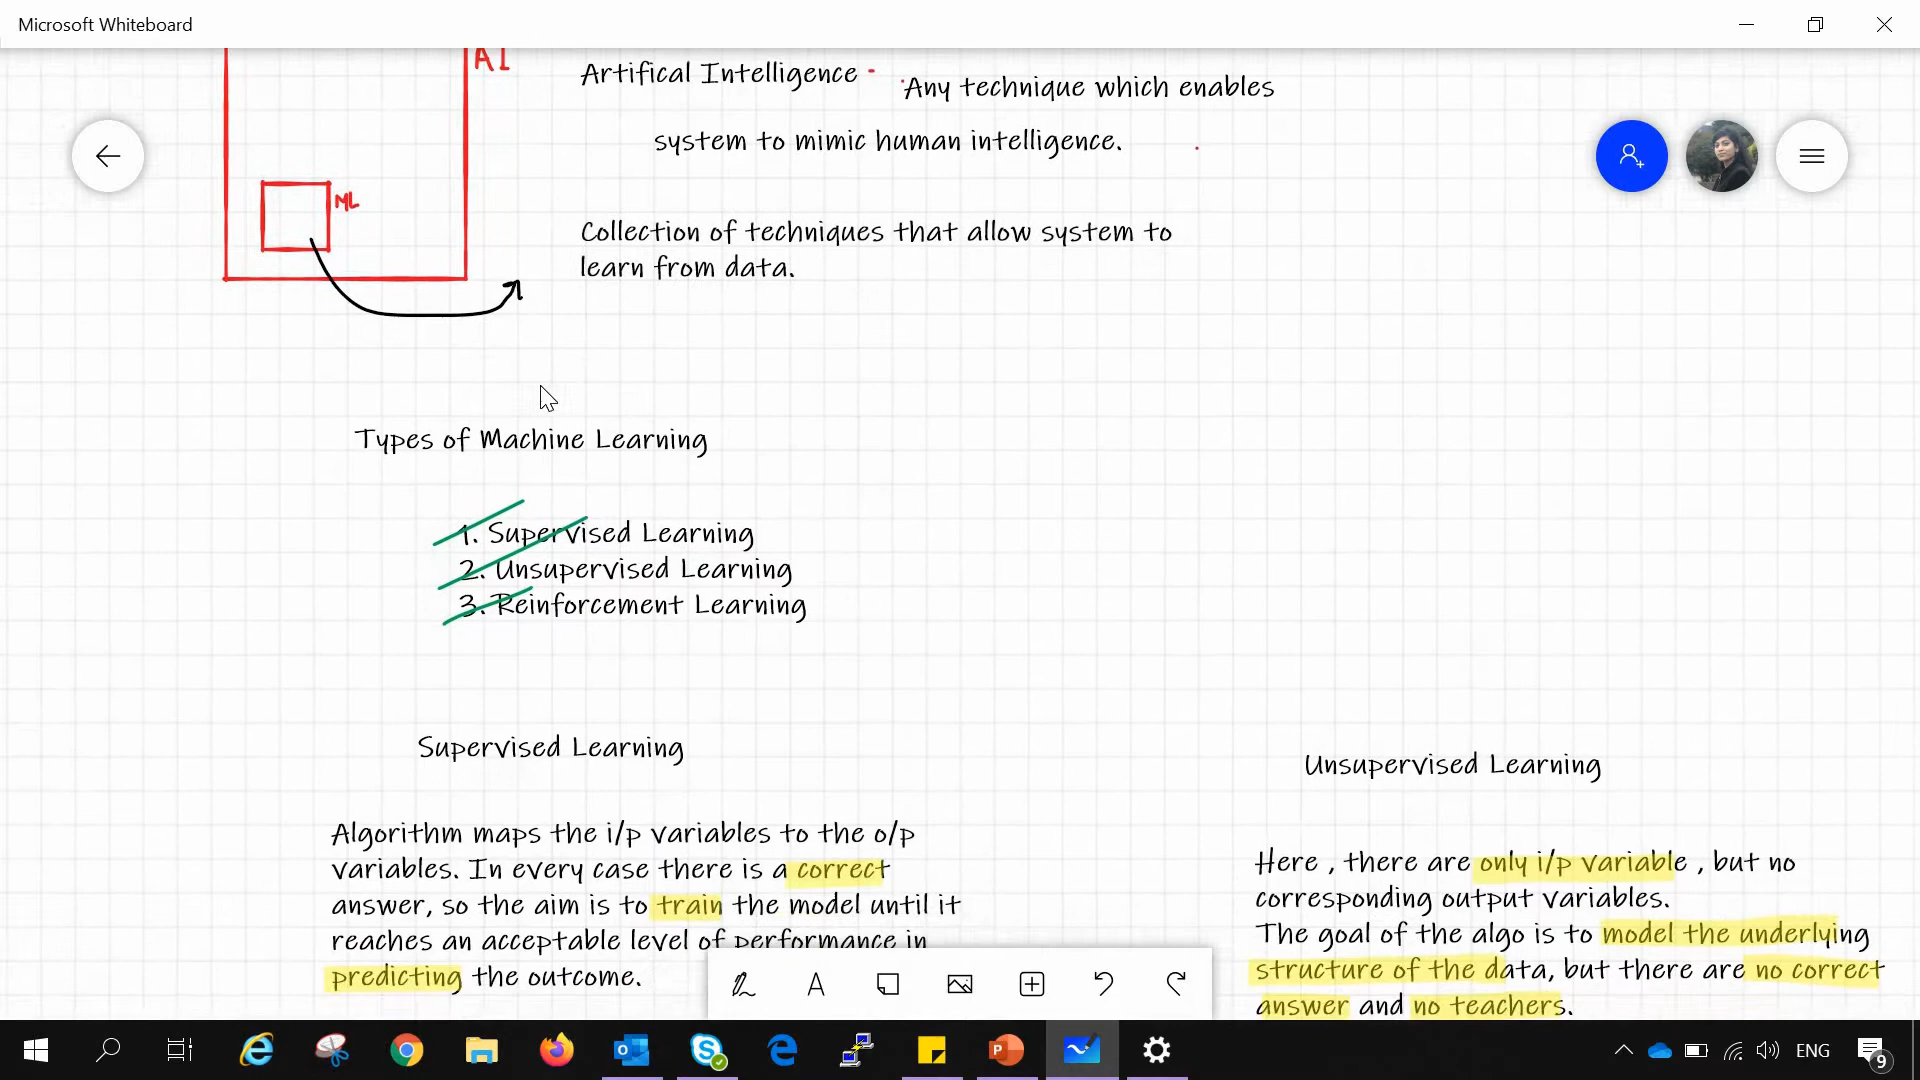 Microsoft Whiteboard
AI
Artifical Intelligence -
Any technique which enables
system to mimic human intelligence.
ML
Collection of techniques that allow system to
learn from data.
Types of Machine Learning
1. Supervised Learning
2. Unsupervised Learning
3. Reinforcement Learning
Supervised Learning
Algorithm maps the i/p variables to the o/p
variables. In every case there is a correct
answer, so the aim is to train the model until it
reaches an acceptable level of performance in
predicting the outcome.
Unsupervised Learning
Here , there are only i/p variable , but no
corresponding output variables.
The goal of the algo is to model the underlying
structure of the data, but there are no correct
answer and no teachers.
ENG
9